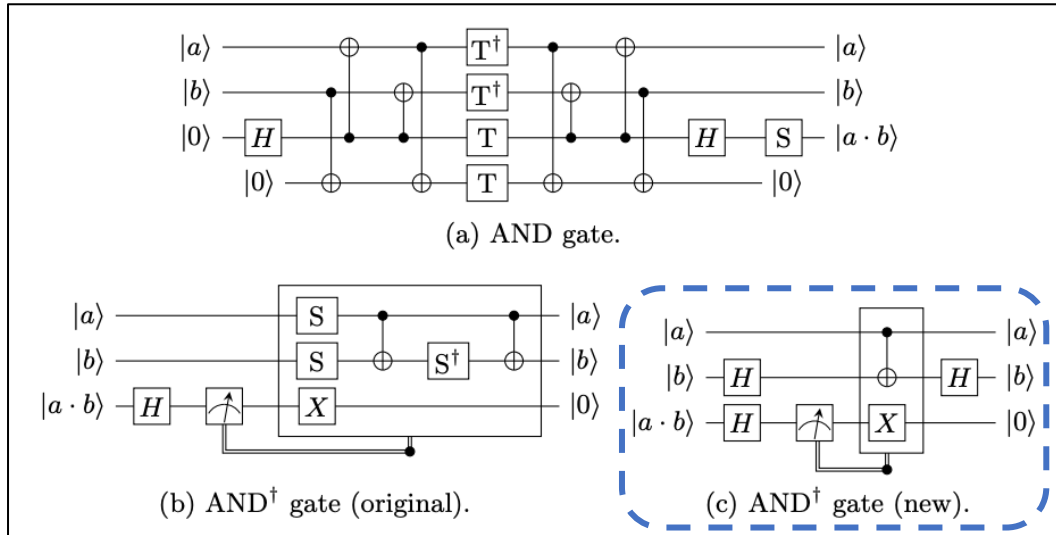 |a⟩ T† |a⟩
|b⟩ T† |b⟩
|0⟩ H T H S |a · b⟩
|0⟩ T |0⟩
(a) AND gate.
|a⟩ S |a⟩
|b⟩ S S† |b⟩
|a · b⟩ H X |0⟩
(b) AND† gate (original).
|a⟩ |a⟩
|b⟩ H H |b⟩
|a · b⟩ H X |0⟩
(c) AND† gate (new).